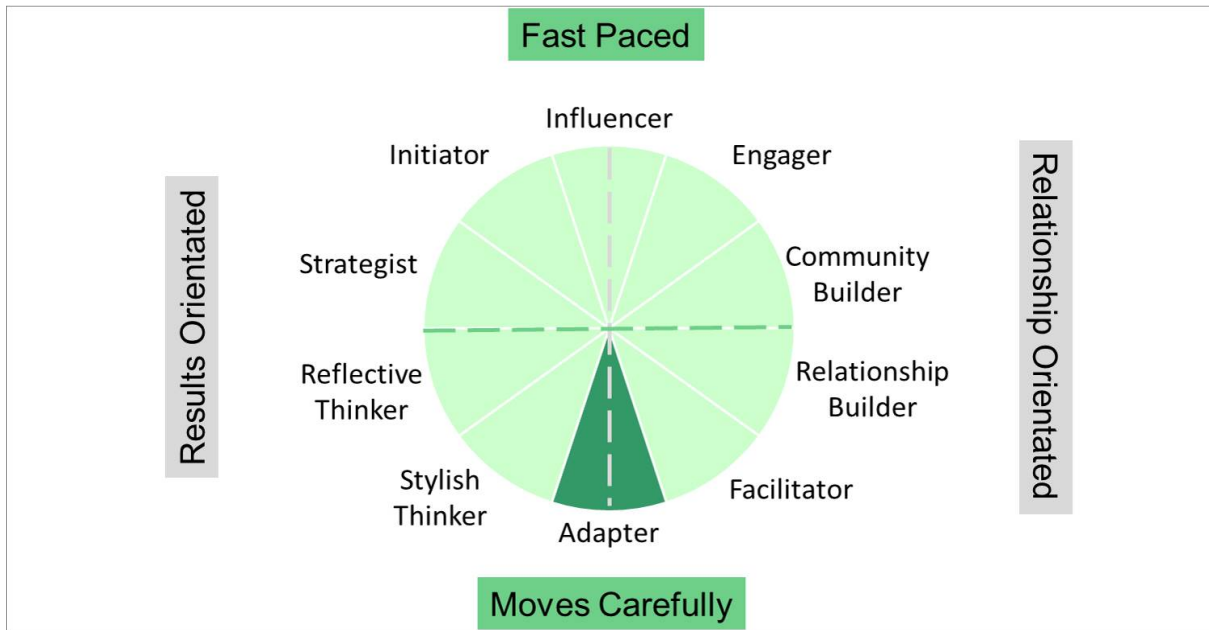 Fast Paced
Influencer
Initiator
Engager
Results Orientated
Relationship Orientated
Strategist
Community
Builder
Reflective
Thinker
Relationship
Builder
Stylish
Thinker
Facilitator
Adapter
Moves Carefully